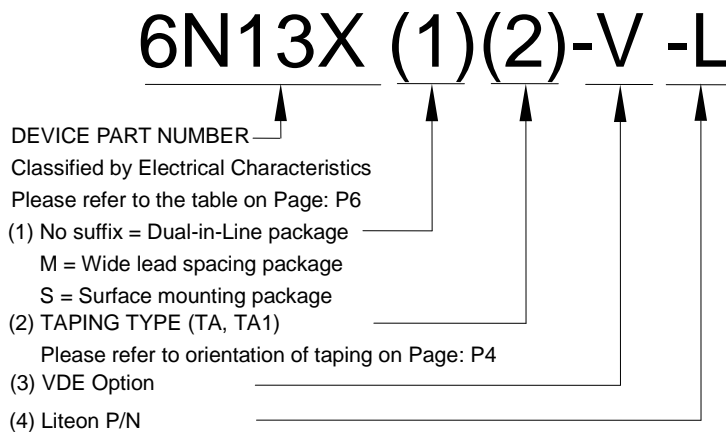 6N13X (1)(2)-V -L
DEVICE PART NUMBER
Classified by Electrical Characteristics
Please refer to the table on Page: P6
(1) No suffix = Dual-in-Line package
M = Wide lead spacing package
S = Surface mounting package
(2) TAPING TYPE (TA, TA1)
Please refer to orientation of taping on Page: P4
(3) VDE Option
(4) Liteon P/N